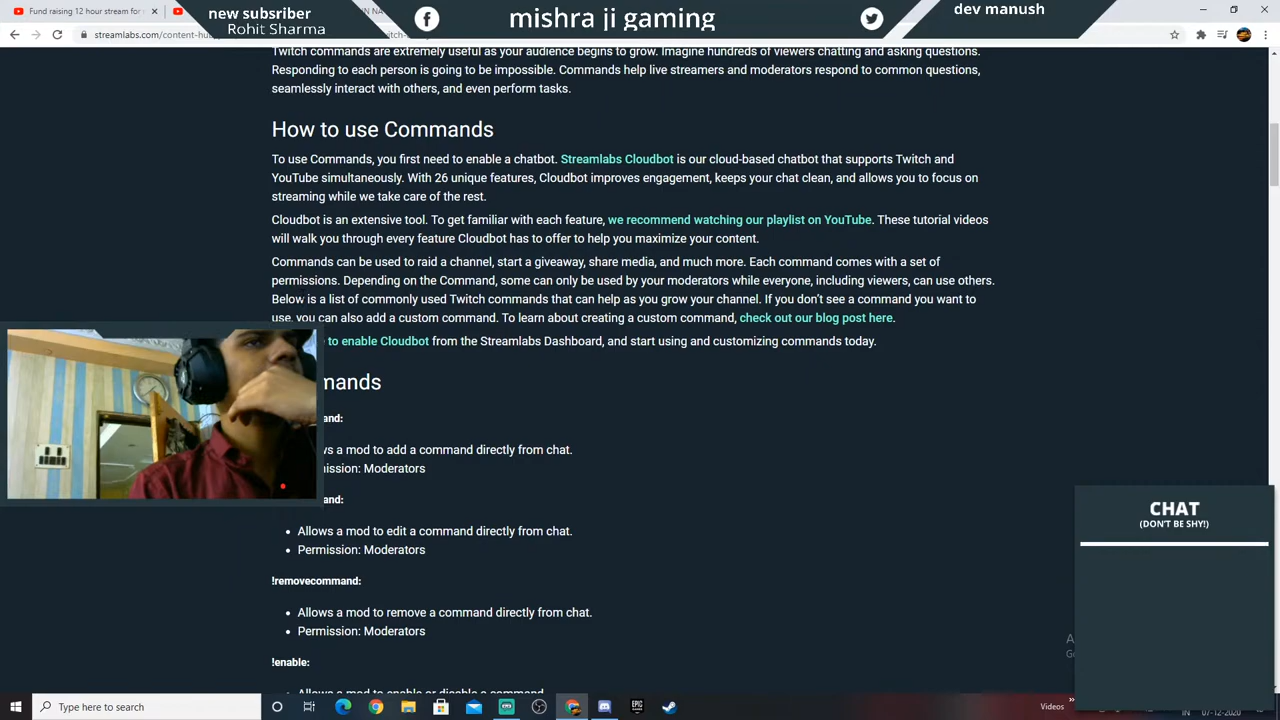 new subsriber
Rohit Sharma
mishra ji gaming
dev manush
Fund raising 12 hour stream for
streamlabs.com/content-hu
Twitch commands are extremely useful as your audience begins to grow. Imagine hundreds of viewers chatting and asking questions.
Responding to each person is going to be impossible. Commands help live streamers and moderators respond to common questions,
seamlessly interact with others, and even perform tasks.
How to use Commands
To use Commands, you first need to enable a chatbot. Streamlabs Cloudbot is our cloud-based chatbot that supports Twitch and
YouTube simultaneously. With 26 unique features, Cloudbot improves engagement, keeps your chat clean, and allows you to focus on
streaming while we take care of the rest.
Cloudbot is an extensive tool. To get familiar with each feature, we recommend watching our playlist on YouTube. These tutorial videos
will walk you through every feature Cloudbot has to offer to help you maximize your content.
Commands can be used to raid a channel, start a giveaway, share media, and much more. Each command comes with a set of
permissions. Depending on the Command, some can only be used by your moderators while everyone, including viewers, can use others.
Below is a list of commonly used Twitch commands that can help as you grow your channel. If you don't see a command you want to
use, you can also add a custom command. To learn about creating a custom command, check out our blog post here.
to enable Cloudbot from the Streamlabs Dashboard, and start using and customizing commands today.
mands
and:
s a mod to add a command directly from chat.
ission: Moderators
and:
Allows a mod to edit a command directly from chat.
Permission: Moderators
!removecommand:
Allows a mod to remove a command directly from chat.
Permission: Moderators
!enable:
Allows a mod to enable or disable a command
CHAT
(DON'T BE SHY!)
Type here to search
EPIC
GAMES
Videos
IN
07-12-2020